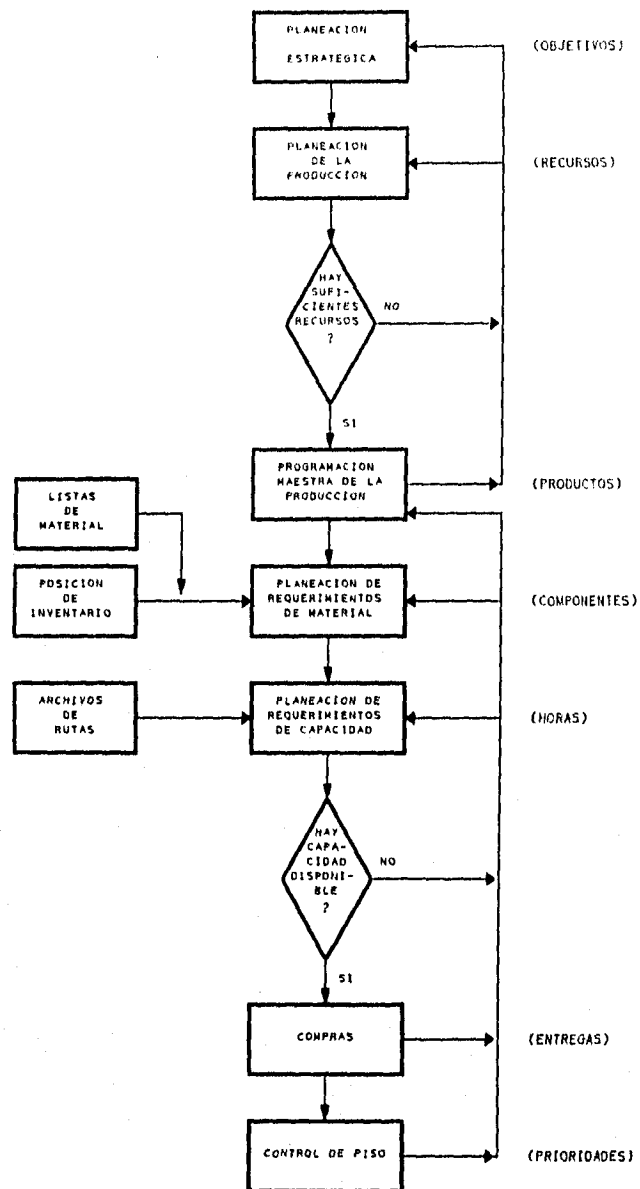 PLANEACION
ESTRATEGICA
(OBJETIVOS)
PLANEACION
DE LA
PRODUCCION
(RECURSOS)
HAY
SUFI-
CIENTES
RECURSOS
?
NO
SI
PROGRAMACION
MAESTRA DE LA
PRODUCCION
(PRODUCTOS)
LISTAS
DE
MATERIAL
POSICION
DE
INVENTARIO
PLANEACION DE
REQUERIMIENTOS
DE MATERIAL
(COMPONENTES)
ARCHIVOS
DE
RUTAS
PLANEACION DE
REQUERIMIENTOS
DE CAPACIDAD
(HORAS)
HAY
CAPA-
CIDAD
DISPONI-
BLE
?
NO
SI
COMPRAS
(ENTREGAS)
CONTROL DE PISO
(PRIORIDADES)